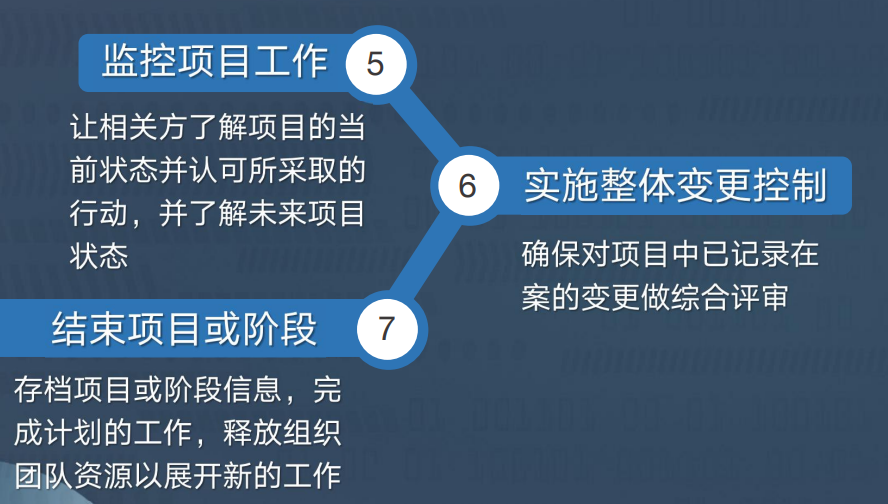 监控项目工作
5
让相关方了解项目的当
前状态并认可所采取的
行动，并了解未来项目
状态
6
实施整体变更控制
确保对项目中已记录在
案的变更做综合评审
结束项目或阶段
7
存档项目或阶段信息，完
成计划的工作，释放组织
团队资源以展开新的工作